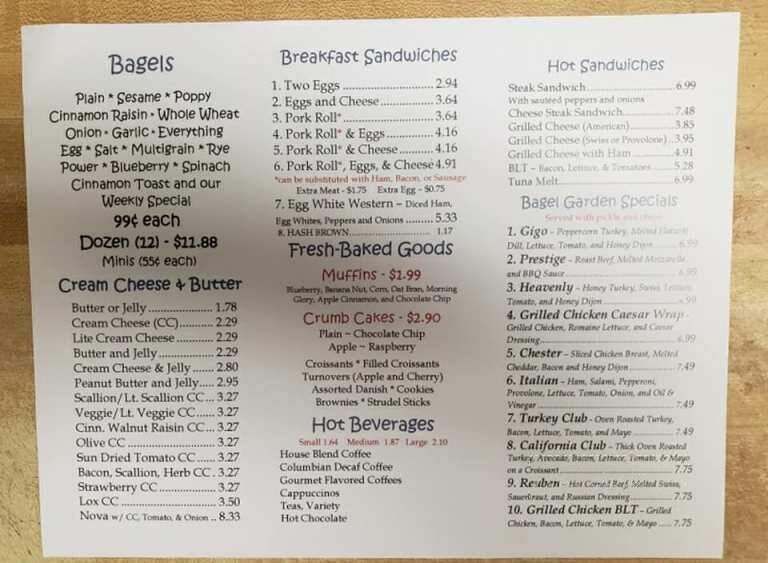 Bagels
Plain * Sesame * Poppy
Cinnamon Raisin • Whole Wheat
Onion • Garlic • Everything
Egg * Salt * Multigrain * Rye
Power * Blueberry * Spinach
Cinnamon Toast and our
Weekly Special
99¢ each
Dozen (12) - $11.88
Minis (55¢ each)
Cream Cheese & Butter
Butter or Jelly ..................... 1.78
Cream Cheese (CC)........... 2.29
Lite Cream Cheese ............ 2.29
Butter and Jelly .................. 2.29
Cream Cheese & Jelly ....... 2.80
Peanut Butter and Jelly..... 2.95
Scallion/Lt. Scallion CC ... 3.27
Veggie/Lt. Veggie CC ...... 3.27
Cinn. Walnut Raisin CC ... 3.27
Olive CC ............................ 3.27
Sun Dried Tomato CC ...... 3.27
Bacon, Scallion, Herb CC . 3.27
Strawberry CC ................... 3.27
Lox CC ................................ 3.50
Nova w/ CC, Tomato, & Onion .. 8.33
Breakfast Sandwiches
1. Two Eggs .............................. 2.94
2. Eggs and Cheese.................. 3.64
3. Pork Roll* .............................. 3.64
4. Pork Roll* & Eggs................ 4.16
5. Pork Roll* & Cheese ............ 4.16
6. Pork Roll*, Eggs, & Cheese 4.91
*can be substituted with Ham, Bacon, or Sausage
Extra Meat - $1.75 Extra Egg - $0.75
7. Egg White Western – Diced Ham,
Egg Whites, Peppers and Onions ......... 5.33
8. HASH BROWN.............................. 1.17
Fresh-Baked Goods
Muffins - $1.99
Blueberry, Banana Nut, Corn, Oat Bran, Morning
Glory, Apple Cinnamon, and Chocolate Chip
Crumb Cakes - $2.90
Plain ~ Chocolate Chip
Apple ~ Raspberry
Croissants * Filled Croissants
Turnovers (Apple and Cherry)
Assorted Danish * Cookies
Brownies * Strudel Sticks
Hot Beverages
Small 1.64 Medium 1.87 Large 2.10
House Blend Coffee
Columbian Decaf Coffee
Gourmet Flavored Coffees
Cappuccinos
Teas, Variety
Hot Chocolate
Hot Sandwiches
Steak Sandwich.............................. 6.99
With sauteed peppers and onions
Cheese Steak Sandwich................. 7.48
Grilled Cheese (American)............. 3.85
Grilled Cheese (Swiss or Provolone) . 3.95
Grilled Cheese with Ham.............. 4.91
BLT – Bacon, Lettuce, & Tomatoes....... 5.28
Tuna Melt........................................ 6.99
Bagel Garden Specials
Served with pickle and chips
1. Gigo - Peppercorn Turkey, Melted Havarti
Dill, Lettuce, Tomato, and Honey Dijon.......... 6.99
2. Prestige - Roast Beef, Melted Mozzarella,
and BBQ Sauce .................................... 6.99
3. Heavenly - Honey Turkey, Swiss, Lettuce,
Tomato, and Honey Dijon ...................... 6.99
4. Grilled Chicken Caesar Wrap -
Grilled Chicken, Romaine Lettuce, and Caesar
Dressing................................................ 6.99
5. Chester - Sliced Chicken Breast, Melted
Cheddar, Bacon and Honey Dijon ............. 7.49
6. Italian - Ham, Salami, Pepperoni,
Provolone, Lettuce, Tomato, Onion, and Oil &
Vinegar ................................................ 7.49
7. Turkey Club - Oven Roasted Turkey,
Bacon, Lettuce, Tomato, and Mayo ............. 7.49
8. California Club - Thick Oven Roasted
Turkey, Avocado, Bacon, Lettuce, Tomato, & Mayo
on a Croissant ....................................... 7.75
9. Reuben - Hot Corned Beef, Melted Swiss,
Sauerkraut, and Russian Dressing............... 7.75
10. Grilled Chicken BLT - Grilled
Chicken, Bacon, Lettuce, Tomato, & Mayo ..... 7.75